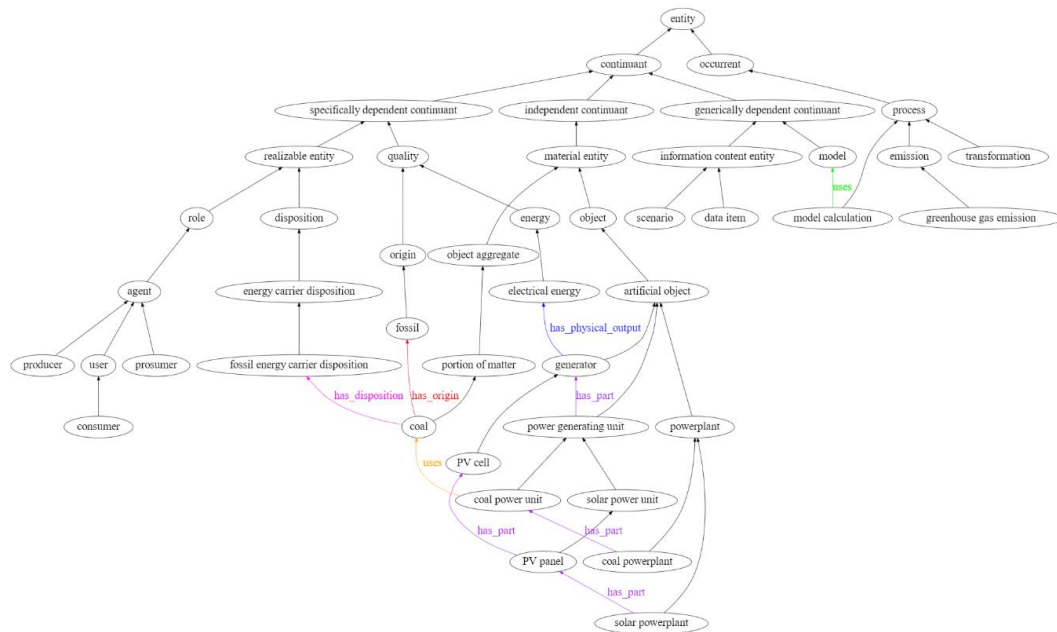 entity
continuant
occurrent
specifically dependent continuant
independent continuant
generically dependent continuant
process
realizable entity
quality
material entity
information content entity
model
emission
transformation
uses
role
disposition
energy
object
scenario
data item
model calculation
greenhouse gas emission
origin
object aggregate
agent
energy carrier disposition
electrical energy
artificial object
fossil
has_physical_output
producer
user
prosumer
fossil energy carrier disposition
portion of matter
generator
has_disposition
has_origin
has_part
consumer
coal
power generating unit
powerplant
uses
PV cell
coal power unit
solar power unit
has_part
has_part
PV panel
coal powerplant
has_part
solar powerplant